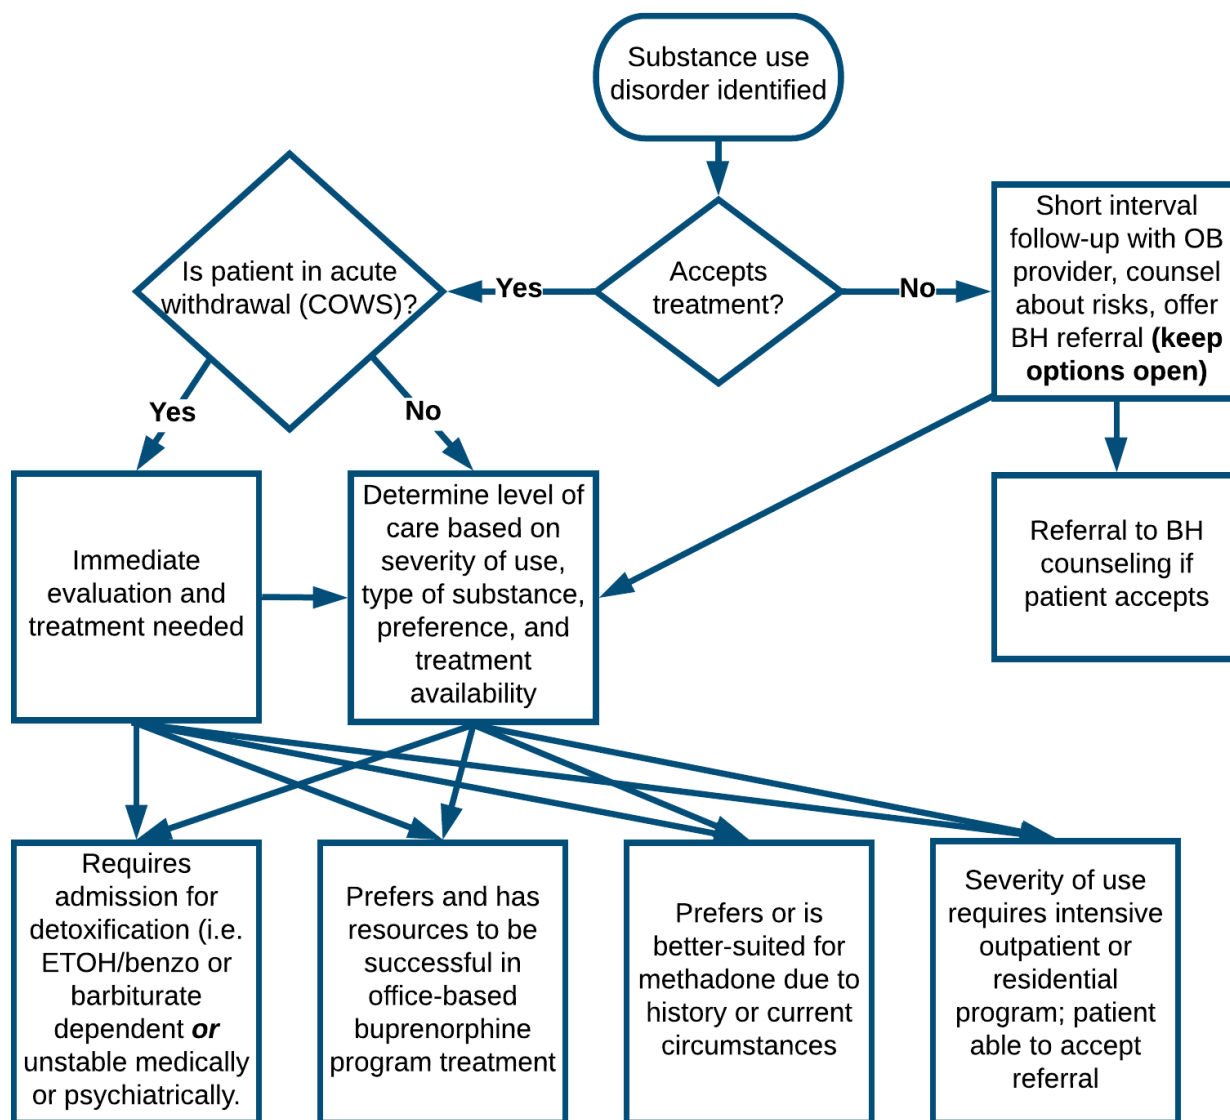 Substance use
disorder identified
Accepts
treatment?
Yes
No
Is patient in acute
withdrawal (COWS)?
Yes
No
Short interval
follow-up with OB
provider, counsel
about risks, offer
BH referral (keep
options open)
Immediate
evaluation and
treatment needed
Determine level of
care based on
severity of use,
type of substance,
preference, and
treatment
availability
Referral to BH
counseling if
patient accepts
Requires
admission for
detoxification (i.e.
ETOH/benzo or
barbiturate
dependent or
unstable medically
or psychiatrically.
Prefers and has
resources to be
successful in
office-based
buprenorphine
program treatment
Prefers or is
better-suited for
methadone due to
history or current
circumstances
Severity of use
requires intensive
outpatient or
residential
program; patient
able to accept
referral